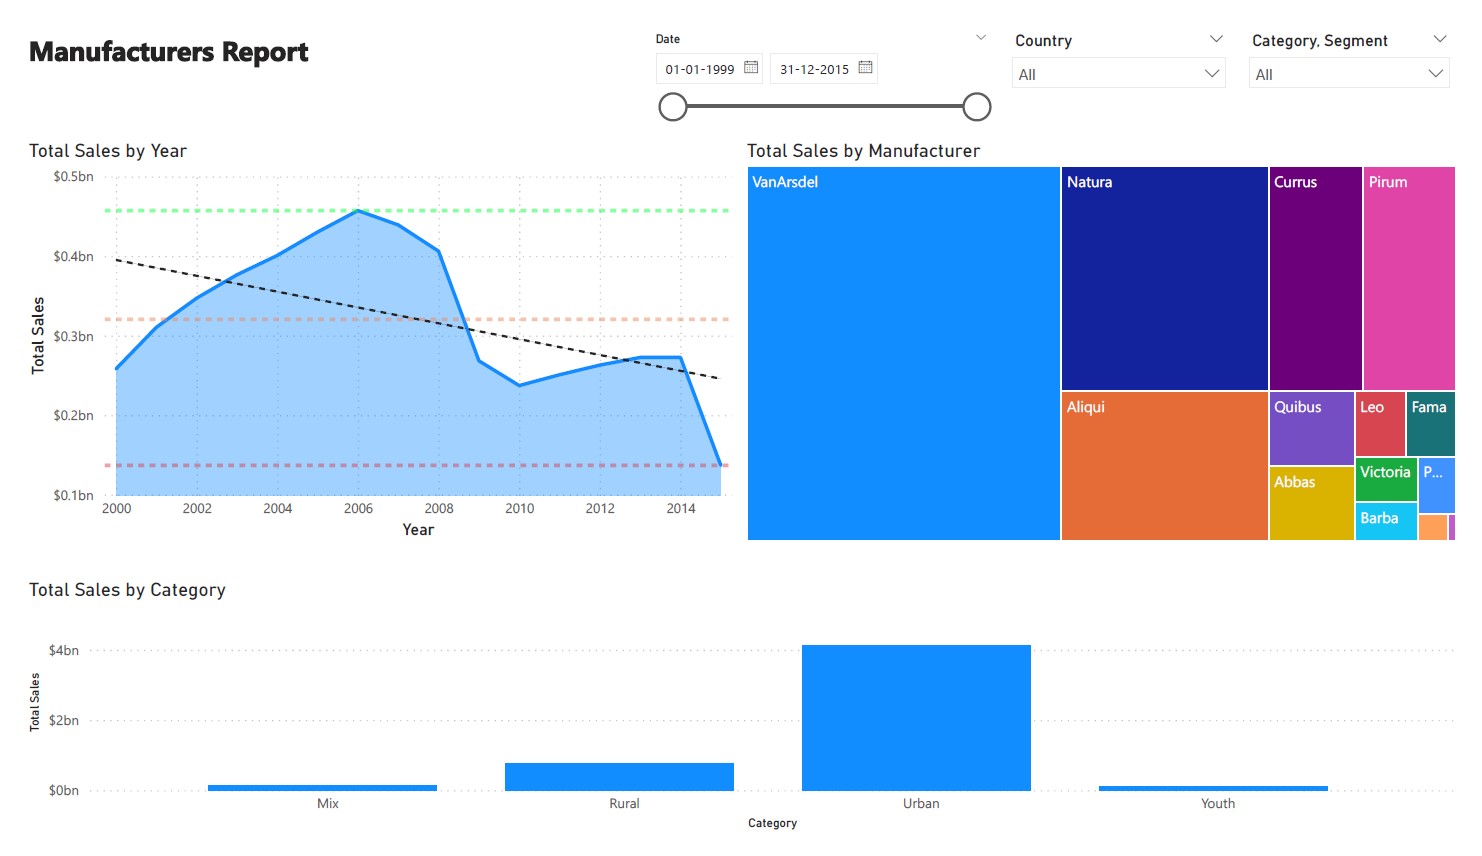 Manufacturers Report
Date
01-01-1999
31-12-2015
Country
All
Category, Segment
All
Total Sales by Year
Total Sales
$0.5bn
$0.4bn
$0.3bn
$0.2bn
$0.1bn
2000 2002 2004 2006 2008 2010 2012 2014
Year
Total Sales by Manufacturer
VanArsdel
Natura
Currus
Pirum
Aliqui
Quibus
Leo
Fama
Abbas
Victoria
P...
Barba
Total Sales by Category
Total Sales
$4bn
$2bn
$0bn
Mix Rural Urban Youth
Category